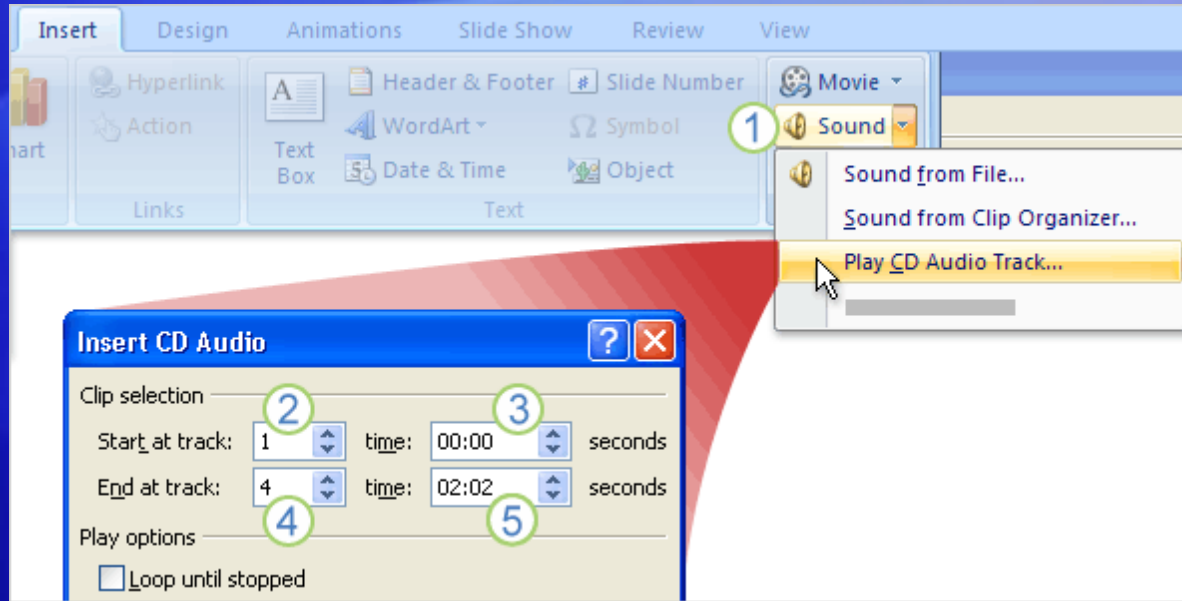 Insert Design Animations Slide Show Review View
Hyperlink
Action
Text
Box
Header & Footer
WordArt
Date & Time
# Slide Number
Ω Symbol
Object
Movie
1 Sound
Links
Text
Sound from File...
Sound from Clip Organizer...
Play CD Audio Track...
Insert CD Audio
Clip selection
2 3
Start at track: 1 time: 00:00 seconds
End at track: 4 time: 02:02 seconds
4 5
Play options
Loop until stopped